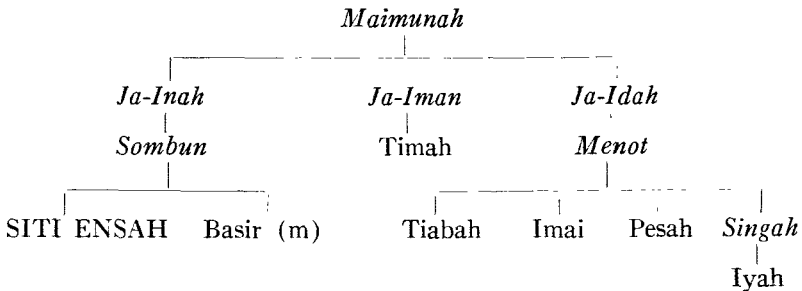 Maimunah
Ja-Inah Ja-Iman Ja-Idah
Sombun Timah Menot
SITI ENSAH Basir (m) Tiabah Imai Pesah Singah
Iyah